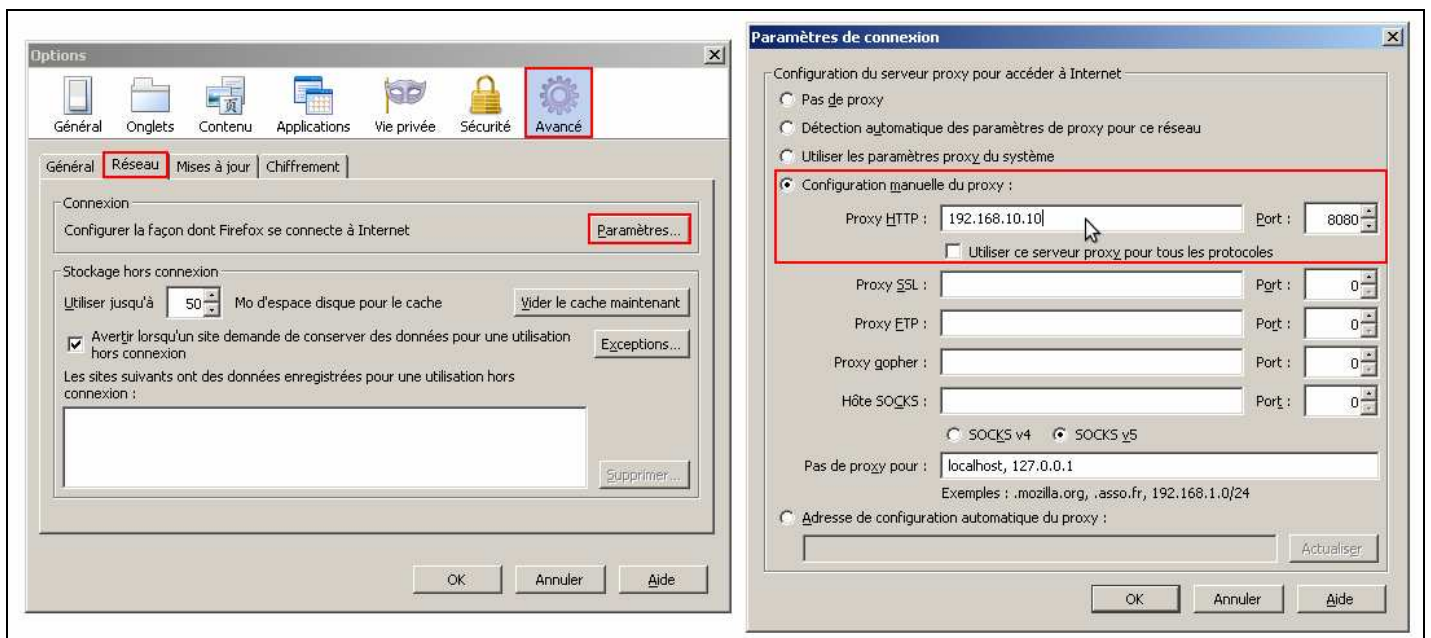 Options
Général Onglets Contenu Applications Vie privée Sécurité Avancé
Général Réseau Mises à jour Chiffrement
Connexion
Configurer la façon dont Firefox se connecte à Internet Paramètres...
Stockage hors connexion
Utiliser jusqu'à 50 Mo d'espace disque pour le cache Vider le cache maintenant
Avertir lorsqu'un site demande de conserver des données pour une utilisation
hors connexion
Exceptions...
Les sites suivants ont des données enregistrées pour une utilisation hors
connexion :
Supprimer...
OK Annuler Aide
Paramètres de connexion
Configuration du serveur proxy pour accéder à Internet
Pas de proxy
Détection automatique des paramètres de proxy pour ce réseau
Utiliser les paramètres proxy du système
Configuration manuelle du proxy :
Proxy HTTP : 192.168.10.10 Port : 8080
Utiliser ce serveur proxy pour tous les protocoles
Proxy SSL : Port : 0
Proxy FTP : Port : 0
Proxy gopher : Port : 0
Hôte SOCKS : Port : 0
SOCKS v4 SOCKS v5
Pas de proxy pour : localhost, 127.0.0.1
Exemples : .mozilla.org, .asso.fr, 192.168.1.0/24
Adresse de configuration automatique du proxy :
Actualiser
OK Annuler Aide